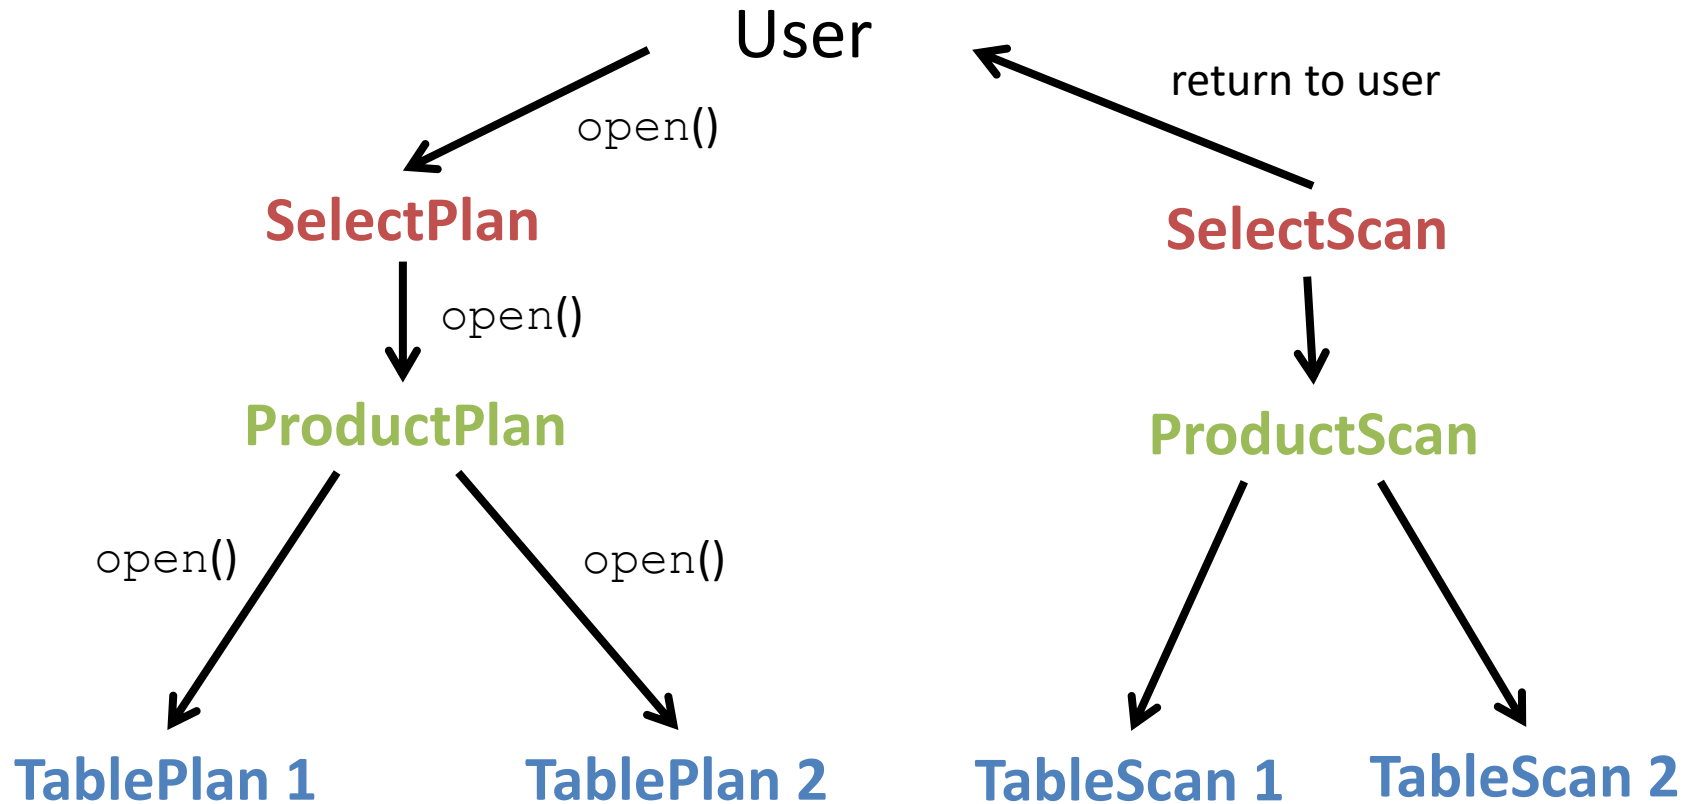 User
return to user
open()
SelectPlan
SelectScan
open()
ProductPlan
ProductScan
open()
open()
TablePlan 1
TablePlan 2
TableScan 1
TableScan 2